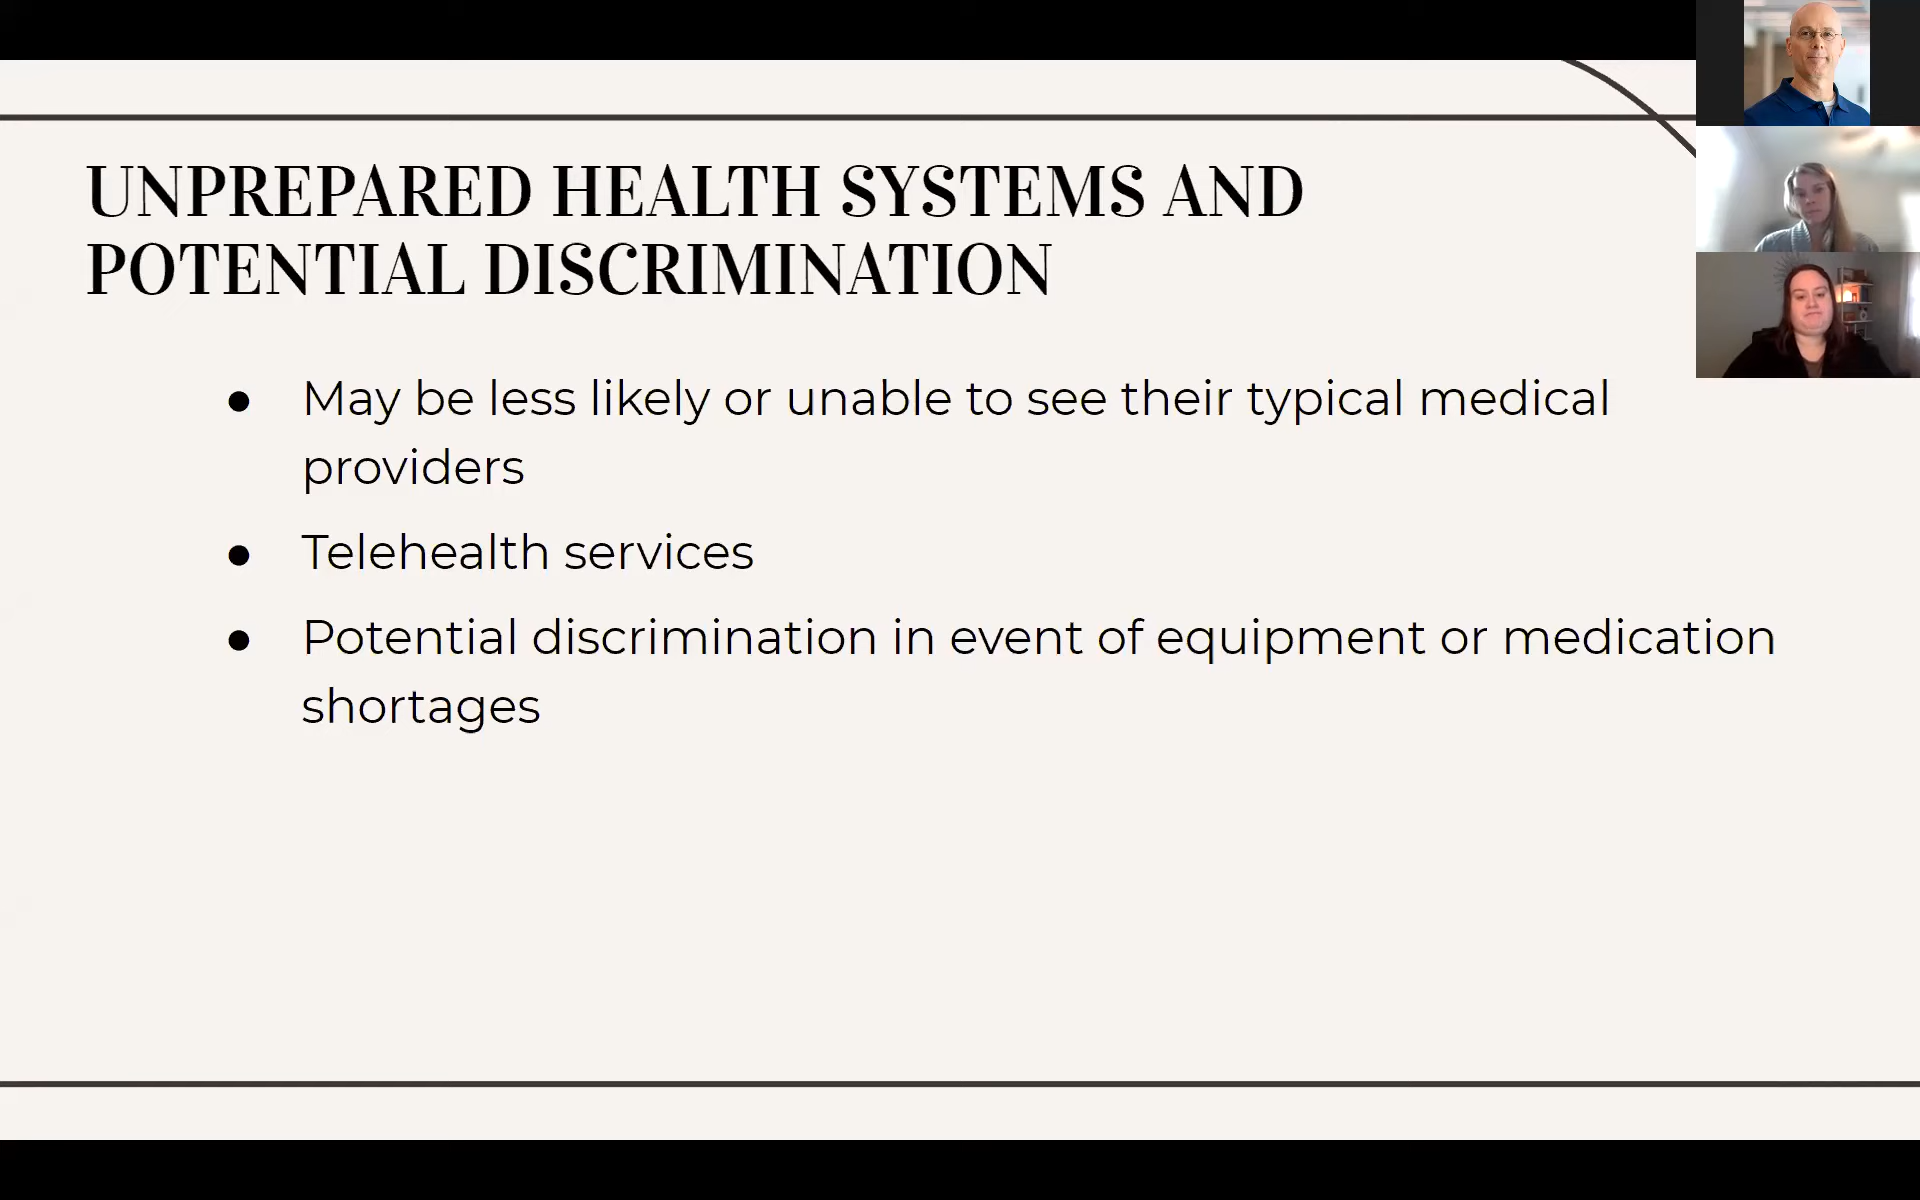 UNPREPARED HEALTH SYSTEMS AND
POTENTIAL DISCRIMINATION
● May be less likely or unable to see their typical medical
providers
● Telehealth services
● Potential discrimination in event of equipment or medication
shortages